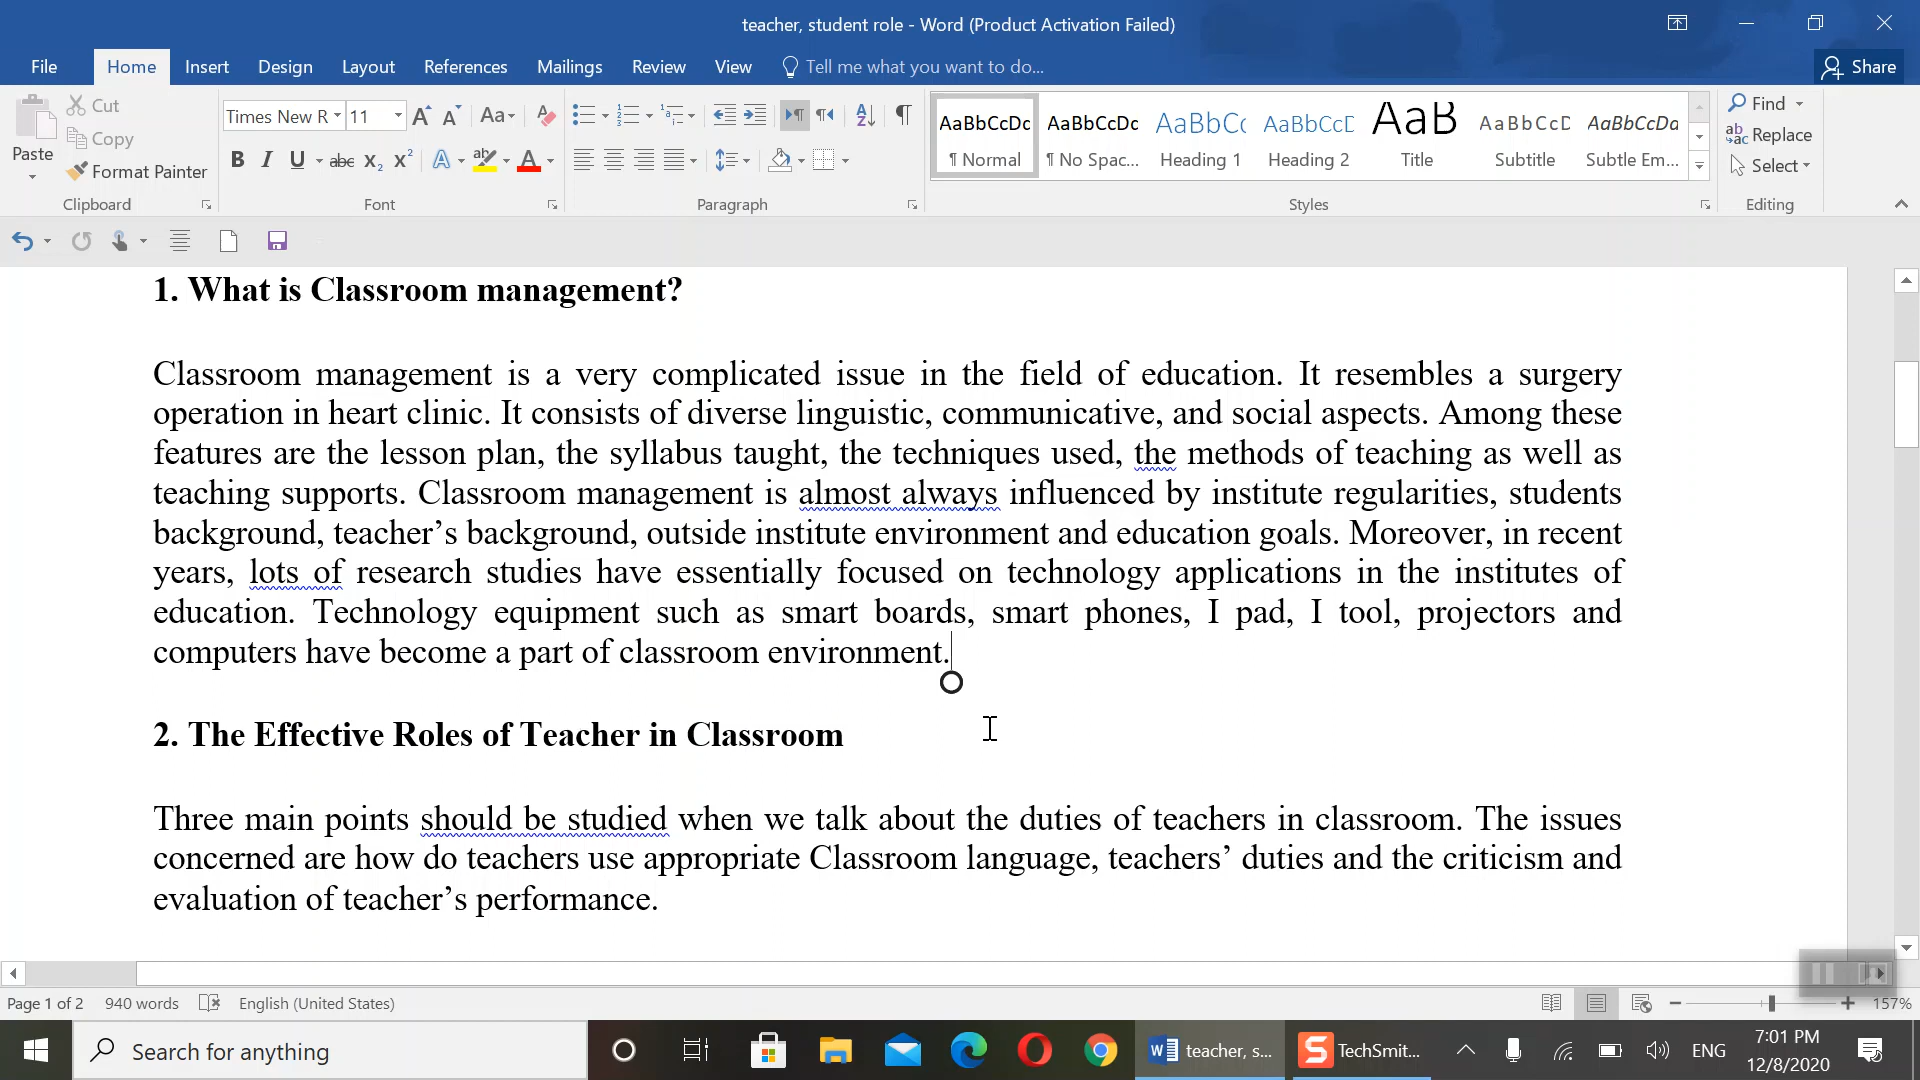 teacher, student role - Word (Product Activation Failed)
File Home Insert Design Layout References Mailings Review View Tell me what you want to do... Share
Paste
Cut
Copy
Format Painter
Times New R 11
Aa
B I U abc X₂ X² A ab A
AaBbCcDc AaBbCcDc AaBbCc AaBbCcD AaB AaBbCcD AaBbCcDa
¶ Normal ¶ No Spac... Heading 1 Heading 2 Title Subtitle Subtle Em...
Find
Replace
Select
Clipboard Font Paragraph Styles Editing
1. What is Classroom management?
Classroom management is a very complicated issue in the field of education. It resembles a surgery
operation in heart clinic. It consists of diverse linguistic, communicative, and social aspects. Among these
features are the lesson plan, the syllabus taught, the techniques used, the methods of teaching as well as
teaching supports. Classroom management is almost always influenced by institute regularities, students
background, teacher’s background, outside institute environment and education goals. Moreover, in recent
years, lots of research studies have essentially focused on technology applications in the institutes of
education. Technology equipment such as smart boards, smart phones, I pad, I tool, projectors and
computers have become a part of classroom environment.
2. The Effective Roles of Teacher in Classroom
Three main points should be studied when we talk about the duties of teachers in classroom. The issues
concerned are how do teachers use appropriate Classroom language, teachers’ duties and the criticism and
evaluation of teacher’s performance.
Page 1 of 2 940 words English (United States) 157%
Search for anything teacher, s... TechSmit... ENG 7:01 PM
12/8/2020